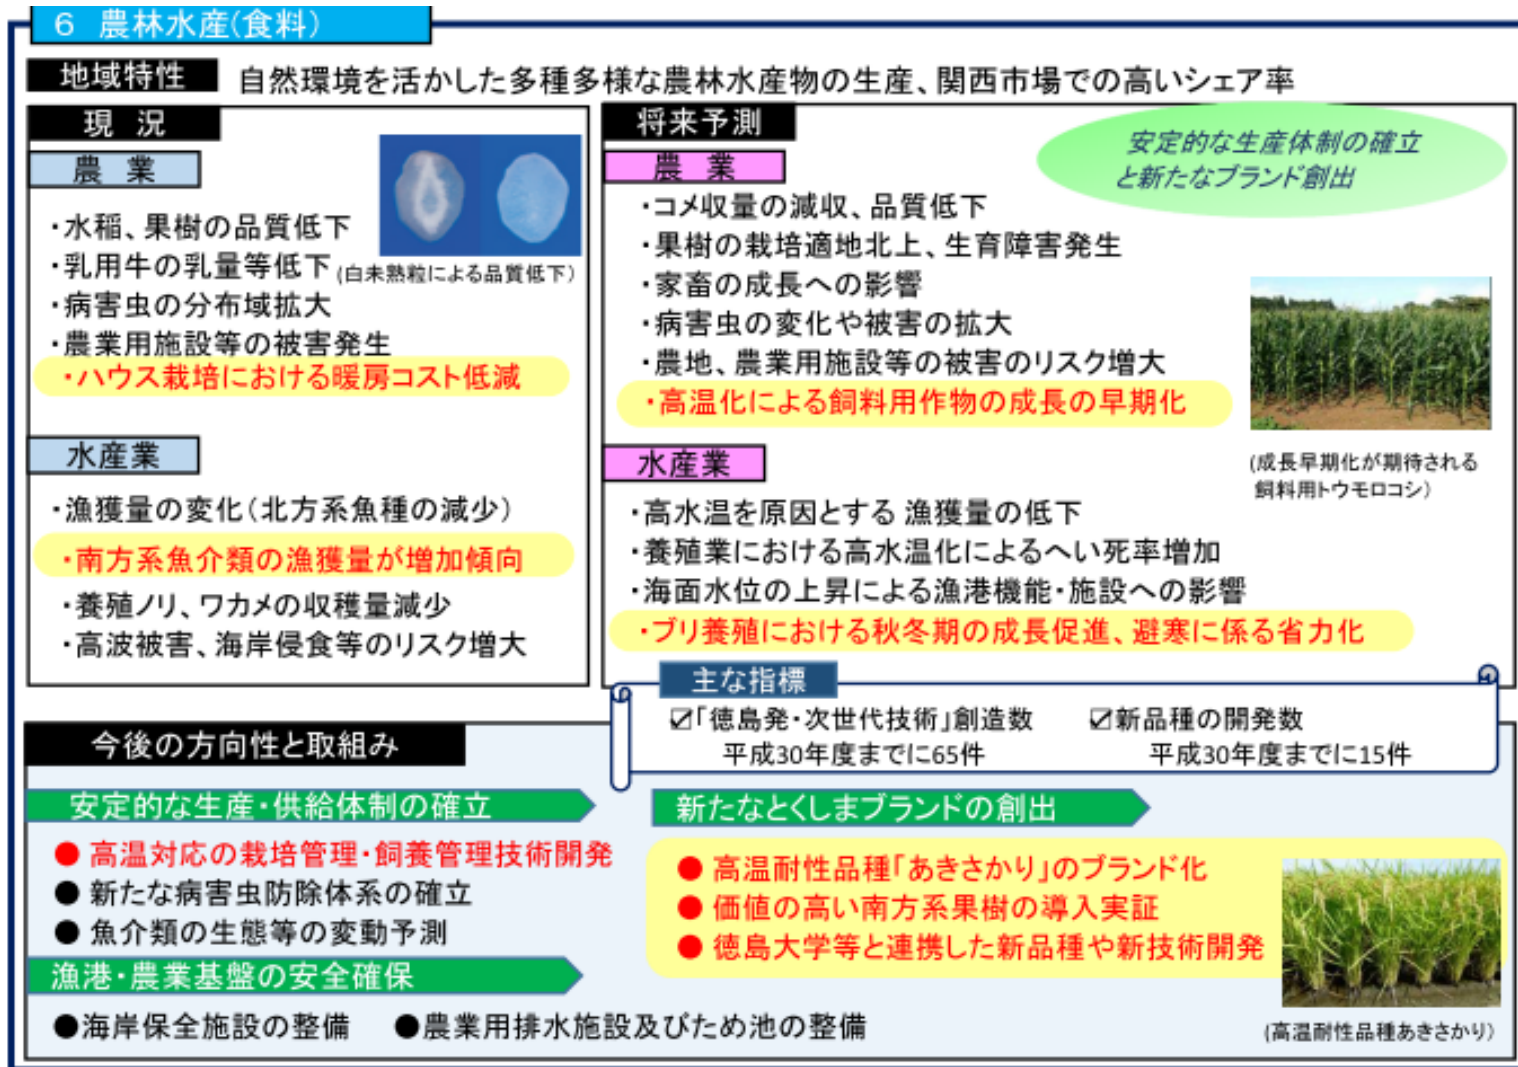 ６ 農林水産(食料)
地域特性 自然環境を活かした多種多様な農林水産物の生産、関西市場での高いシェア率
現 況
農 業
・水稲、果樹の品質低下
・乳用牛の乳量等低下
(白未熟粒による品質低下)
・病害虫の分布域拡大
・農業用施設等の被害発生
・ハウス栽培における暖房コスト低減
水産業
・漁獲量の変化(北方系魚種の減少)
・南方系魚介類の漁獲量が増加傾向
・養殖ノリ、ワカメの収穫量減少
・高波被害、海岸侵食等のリスク増大
将来予測
安定的な生産体制の確立
と新たなブランド創出
農 業
・コメ収量の減収、品質低下
・果樹の栽培適地北上、生育障害発生
・家畜の成長への影響
・病害虫の変化や被害の拡大
・農地、農業用施設等の被害のリスク増大
・高温化による飼料用作物の成長の早期化
(成長早期化が期待される
飼料用トウモロコシ)
水産業
・高水温を原因とする 漁獲量の低下
・養殖業における高水温化によるへい死率増加
・海面水位の上昇による漁港機能・施設への影響
・ブリ養殖における秋冬期の成長促進、避寒に係る省力化
主な指標
☑「徳島発・次世代技術」創造数
平成30年度までに65件
☑新品種の開発数
平成30年度までに15件
今後の方向性と取組み
安定的な生産・供給体制の確立
● 高温対応の栽培管理・飼養管理技術開発
● 新たな病害虫防除体系の確立
● 魚介類の生態等の変動予測
漁港・農業基盤の安全確保
●海岸保全施設の整備 ●農業用排水施設及びため池の整備
新たなとくしまブランドの創出
● 高温耐性品種「あきさかり」のブランド化
● 価値の高い南方系果樹の導入実証
● 徳島大学等と連携した新品種や新技術開発
(高温耐性品種あきさかり)